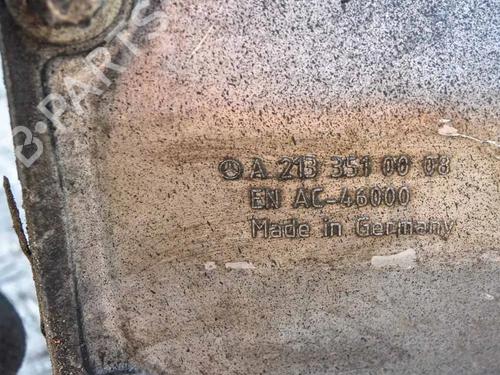 B-PARTS
A 213 351 00 08
EN AC-46000
Made in Germany